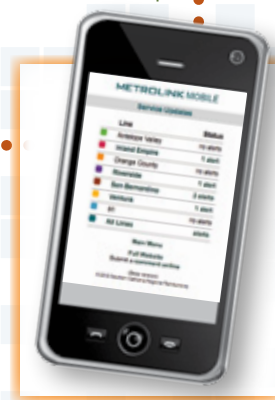 METROLINK MOBILE
Service Updates
Line Status
Antelope Valley no alerts
Inland Empire 1 alert
Orange County no alerts
Riverside 1 alert
San Bernardino 3 alerts
Ventura 1 alert
91 no alerts
All Lines alerts
Main Menu
Full Website
Submit a comment online